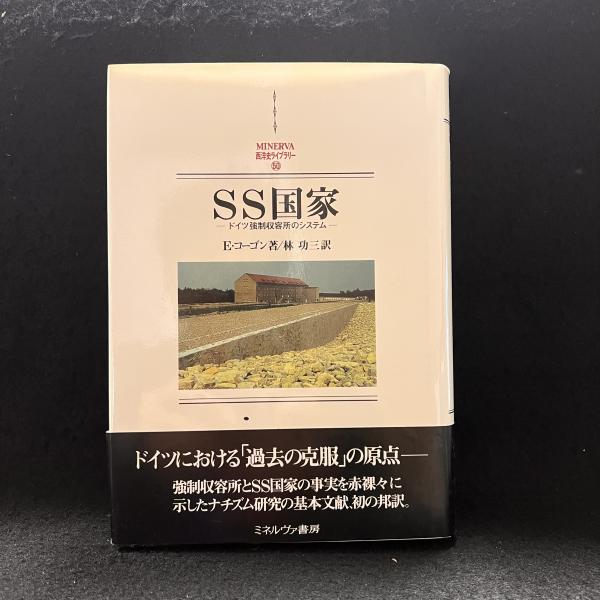 MINERVA
西洋史ライブラリー
50
SS国家
―ドイツ強制収容所のシステム―
E・コーゴン著/林 功三訳
ドイツにおける「過去の克服」の原点――
強制収容所とSS国家の事実を赤裸々に
示したナチズム研究の基本文献、初の邦訳。
ミネルヴァ書房